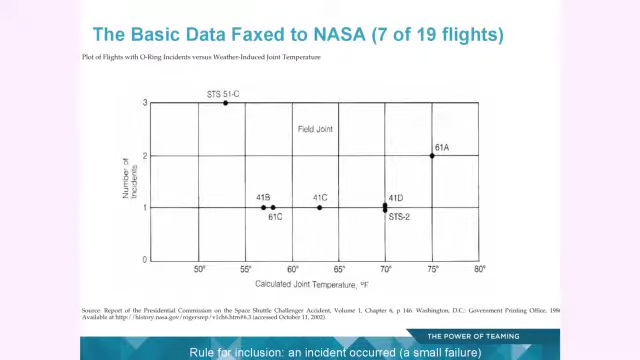 The Basic Data Faxed to NASA (7 of 19 flights)
Plot of Flights with O-Ring Incidents versus Weather-Induced Joint Temperature
STS 51-C
3
Field Joint
61A
2
Number of
Incidents
41B
41C
41D
1
61C
STS-2
0
50° 55° 60° 65° 70° 75° 80°
Calculated Joint Temperature, °F
Source: Report of the Presidential Commission on the Space Shuttle Challenger Accident, Volume 1, Chapter 6, p 146 Washington, D.C.: Government Printing Office, 198
Available at http://history.nasa.gov/rogersrep/v1ch6.htm#6.3 (accessed October 11, 2002).
THE POWER OF TEAMING
Rule for inclusion: an incident occurred (a small failure)